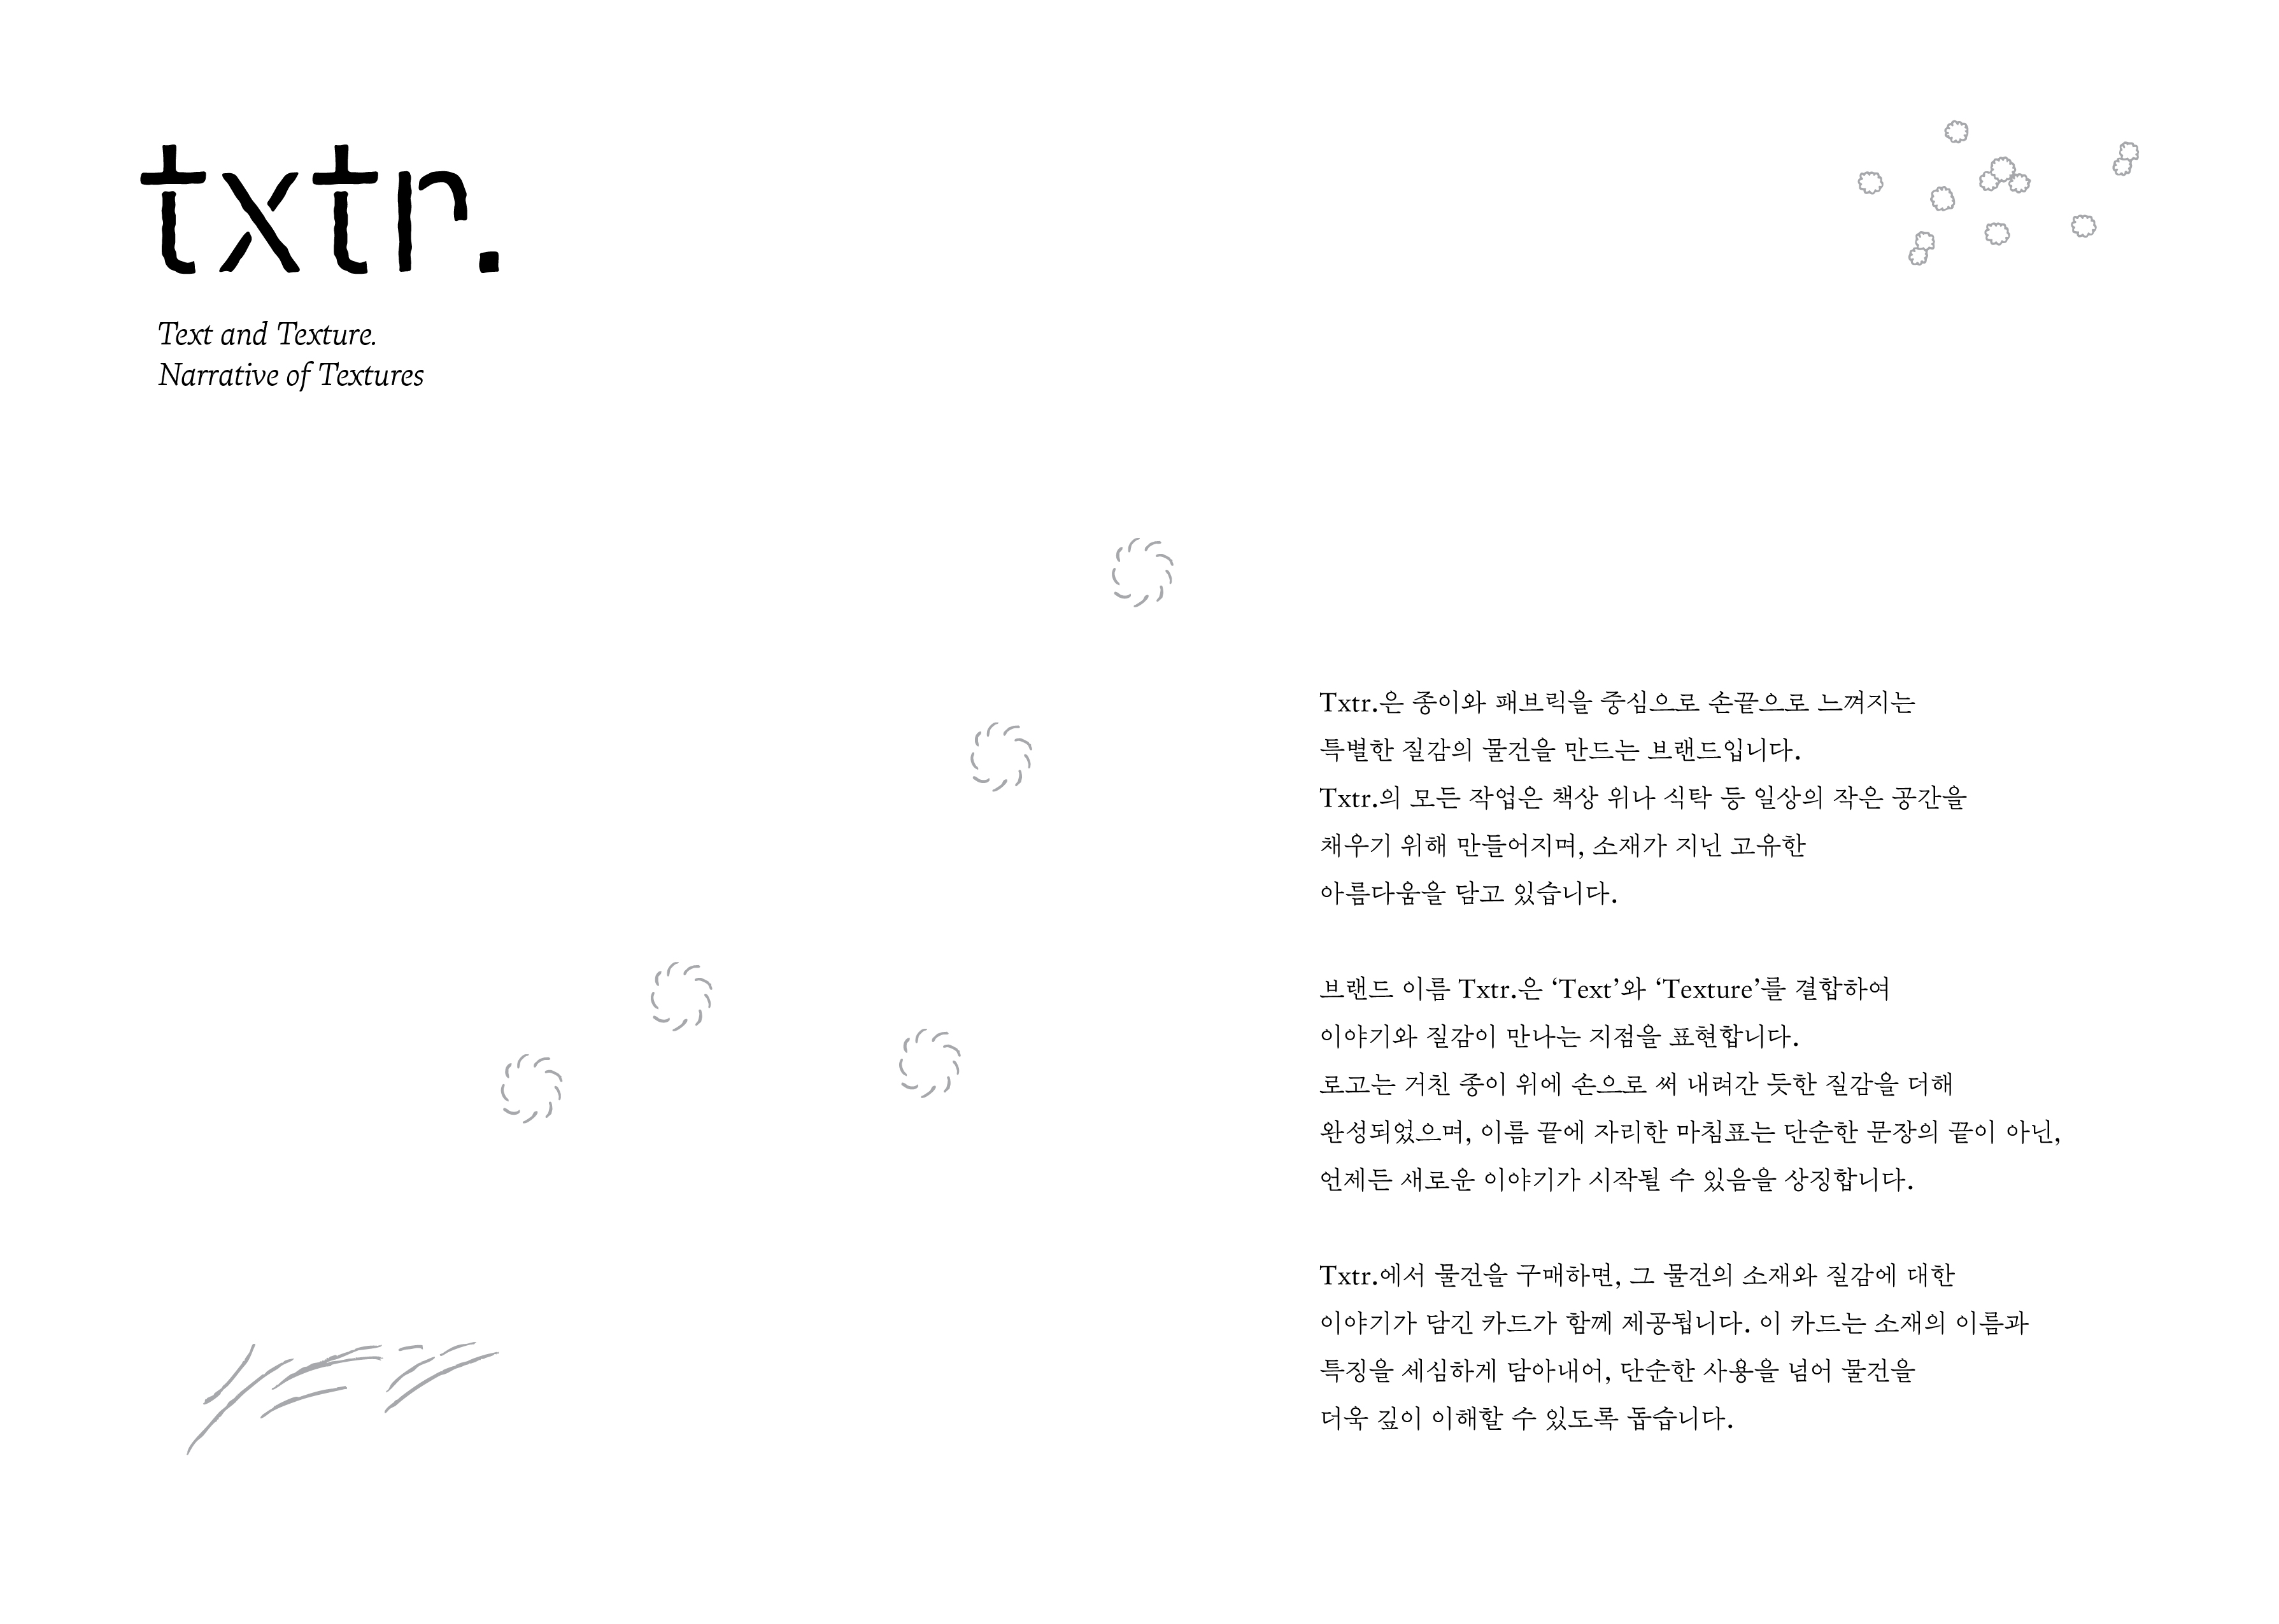 txtr.
Text and Texture.
Narrative of Textures
Txtr.은 종이와 패브릭을 중심으로 손끝으로 느껴지는
특별한 질감의 물건을 만드는 브랜드입니다.
Txtr.의 모든 작업은 책상 위나 식탁 등 일상의 작은 공간을
채우기 위해 만들어지며, 소재가 지닌 고유한
아름다움을 담고 있습니다.
브랜드 이름 Txtr.은 ‘Text’와 ‘Texture’를 결합하여
이야기와 질감이 만나는 지점을 표현합니다.
로고는 거친 종이 위에 손으로 써 내려간 듯한 질감을 더해
완성되었으며, 이름 끝에 자리한 마침표는 단순한 문장의 끝이 아닌,
언제든 새로운 이야기가 시작될 수 있음을 상징합니다.
Txtr.에서 물건을 구매하면, 그 물건의 소재와 질감에 대한
이야기가 담긴 카드가 함께 제공됩니다. 이 카드는 소재의 이름과
특징을 세심하게 담아내어, 단순한 사용을 넘어 물건을
더욱 깊이 이해할 수 있도록 돕습니다.